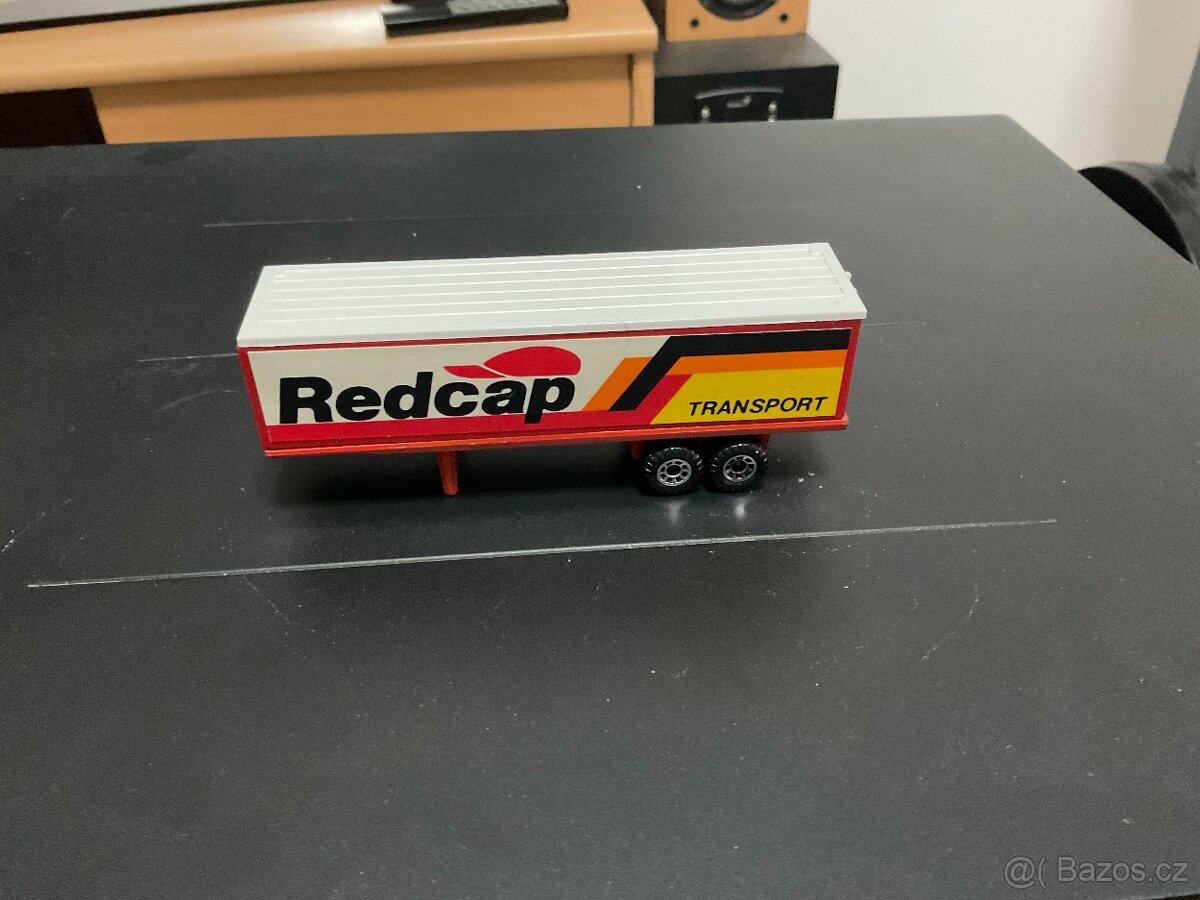 Redcap
TRANSPORT
@( Bazos.cz